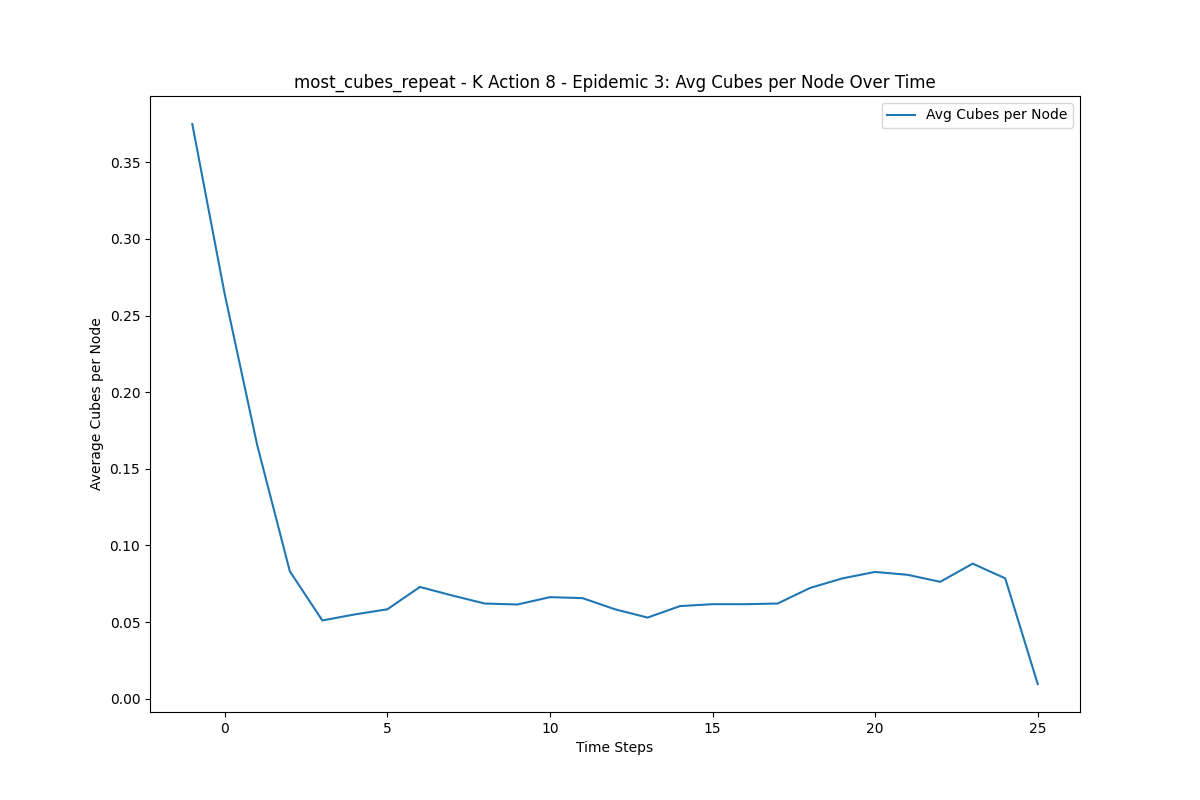 most_cubes_repeat - K Action 8 - Epidemic 3: Avg Cubes per Node Over Time
Avg Cubes per Node
Average Cubes per Node
0.35
0.30
0.25
0.20
0.15
0.10
0.05
0.00
0 5 10 15 20 25
Time Steps